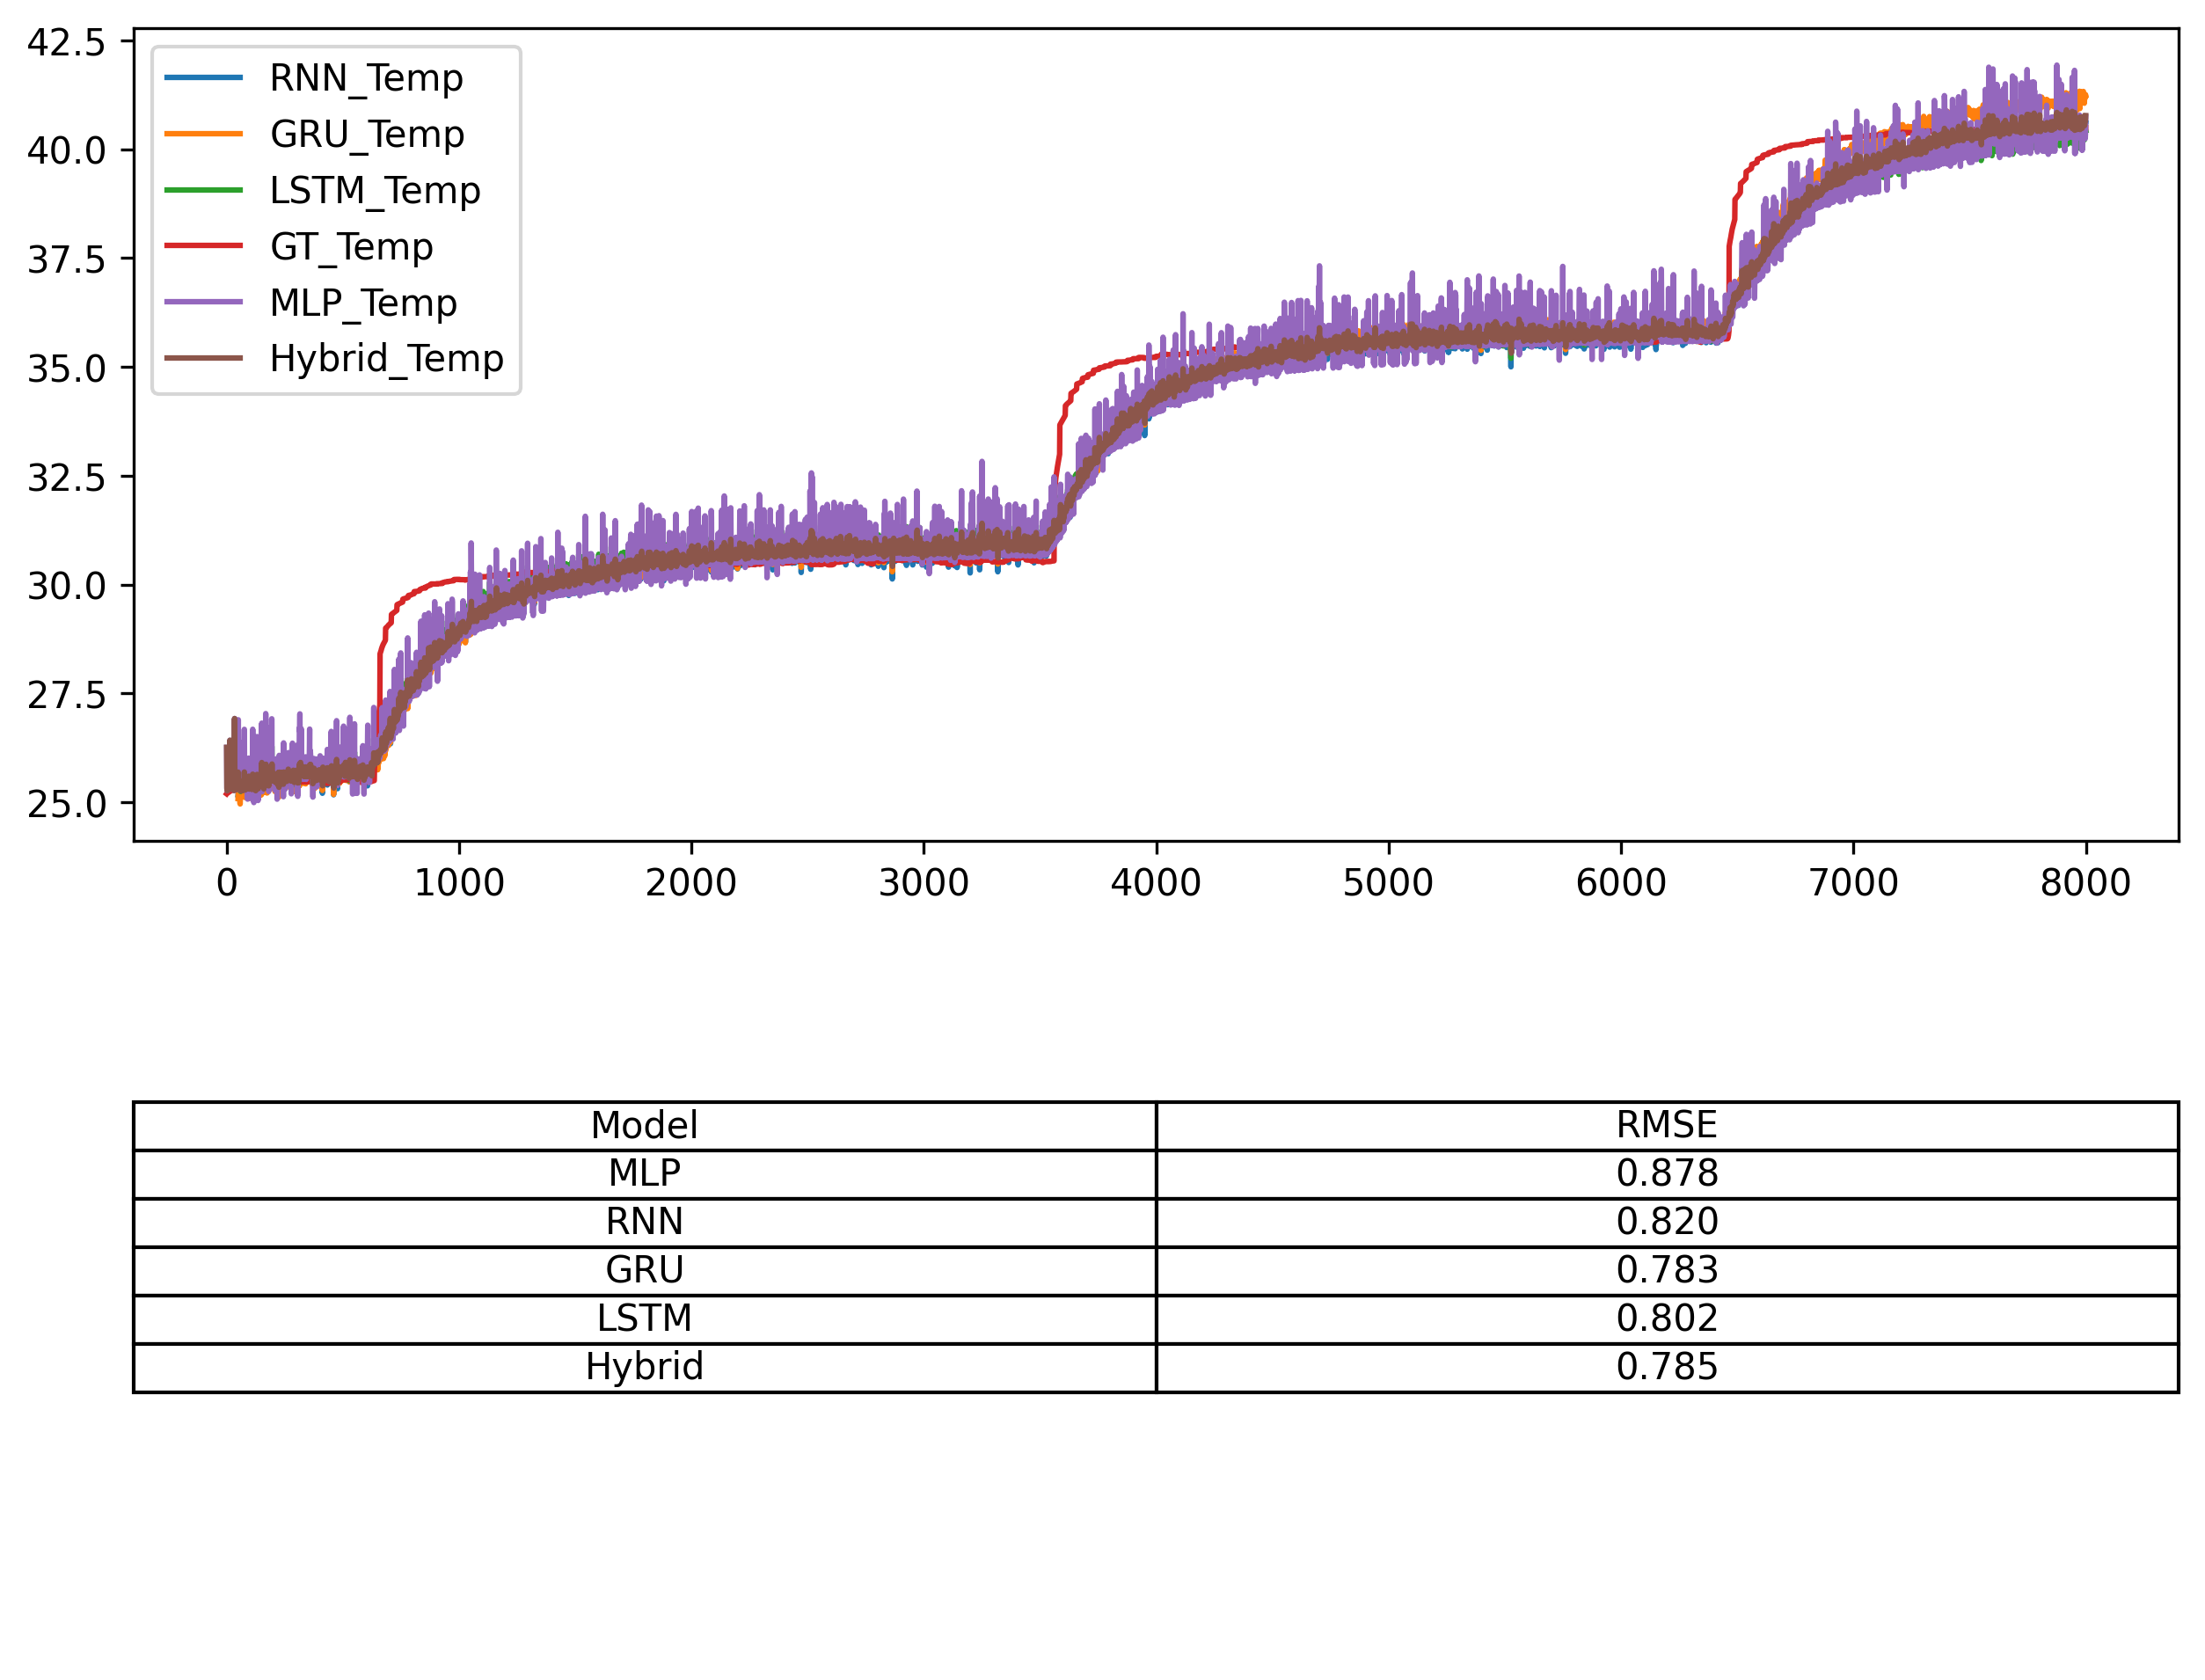 42.5
40.0
37.5
35.0
32.5
30.0
27.5
25.0
RNN_Temp
GRU_Temp
LSTM_Temp
GT_Temp
MLP_Temp
Hybrid_Temp
0 1000 2000 3000 4000 5000 6000 7000 8000
Model RMSE
MLP 0.878
RNN 0.820
GRU 0.783
LSTM 0.802
Hybrid 0.785